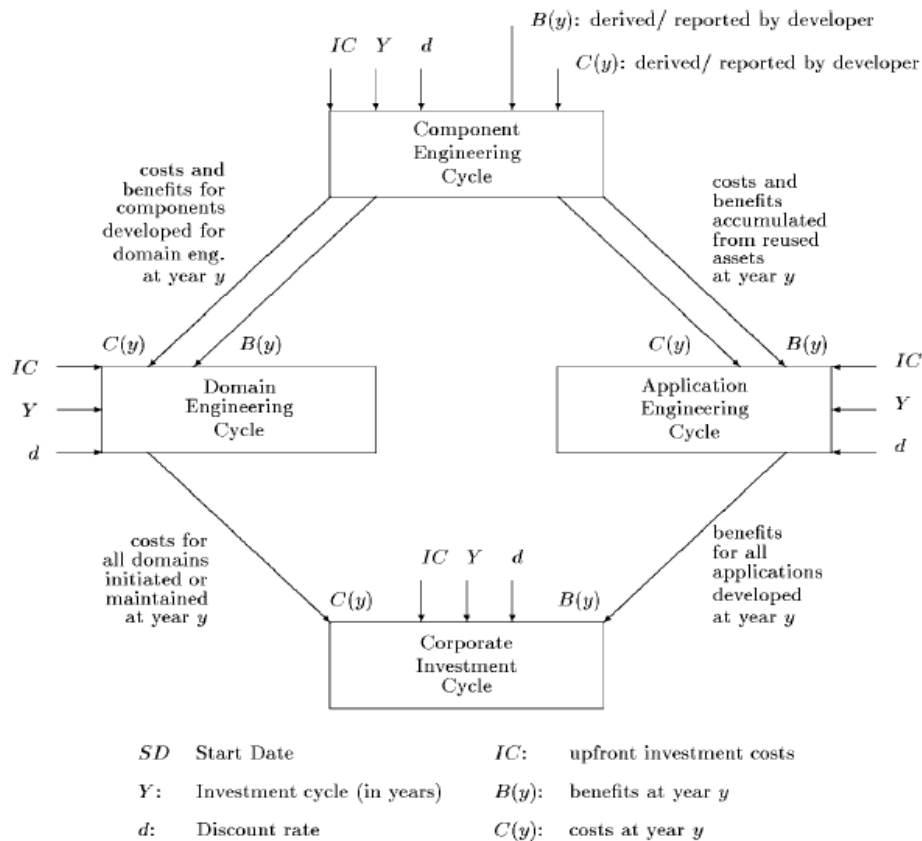 B(y): derived/ reported by developer
IC Y d
C(y): derived/ reported by developer
Component
Engineering
Cycle
costs and
benefits for
components
developed for
domain eng.
at year y
costs and
benefits
accumulated
from reused
assets
at year y
C(y) B(y)
C(y) B(y)
IC
Y
d
Domain
Engineering
Cycle
Application
Engineering
Cycle
IC
Y
d
costs for
all domains
initiated or
maintained
at year y
benefits
for all
applications
developed
at year y
IC Y d
C(y)
B(y)
Corporate
Investment
Cycle
SD Start Date
IC: upfront investment costs
Y: Investment cycle (in years)
B(y): benefits at year y
d: Discount rate
C(y): costs at year y